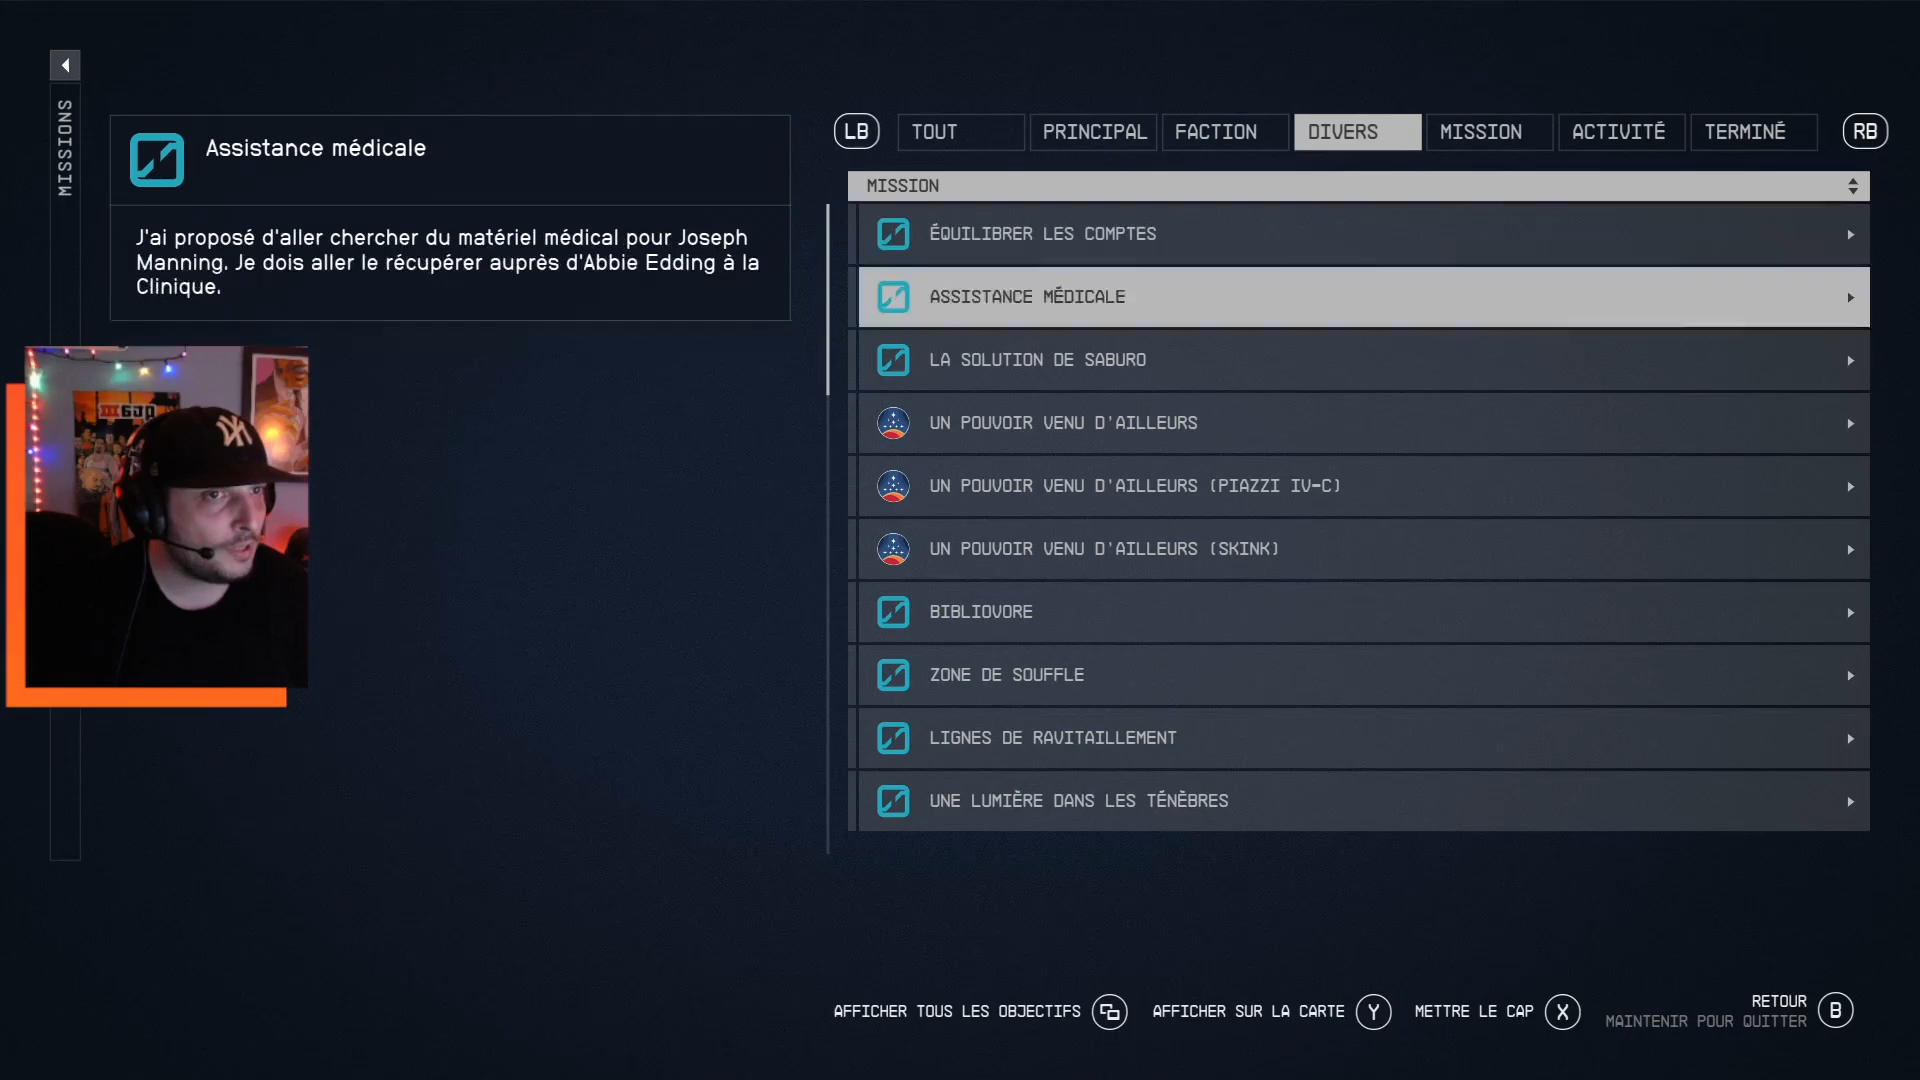 MISSIONS
Assistance médicale
J'ai proposé d'aller chercher du matériel médical pour Joseph
Manning. Je dois aller le récupérer auprès d'Abbie Edding à la
Clinique.
LB
TOUT
PRINCIPAL
FACTION
DIVERS
MISSION
ACTIVITÉ
TERMINÉ
RB
MISSION
ÉQUILIBRER LES COMPTES
ASSISTANCE MÉDICALE
LA SOLUTION DE SABURO
UN POUVOIR VENU D'AILLEURS
UN POUVOIR VENU D'AILLEURS (PIAZZI IV-C)
UN POUVOIR VENU D'AILLEURS (SKINK)
BIBLIOVORE
ZONE DE SOUFFLE
LIGNES DE RAVITAILLEMENT
UNE LUMIÈRE DANS LES TÉNÈBRES
AFFICHER TOUS LES OBJECTIFS
AFFICHER SUR LA CARTE Y
METTRE LE CAP X
RETOUR B
MAINTENIR POUR QUITTER